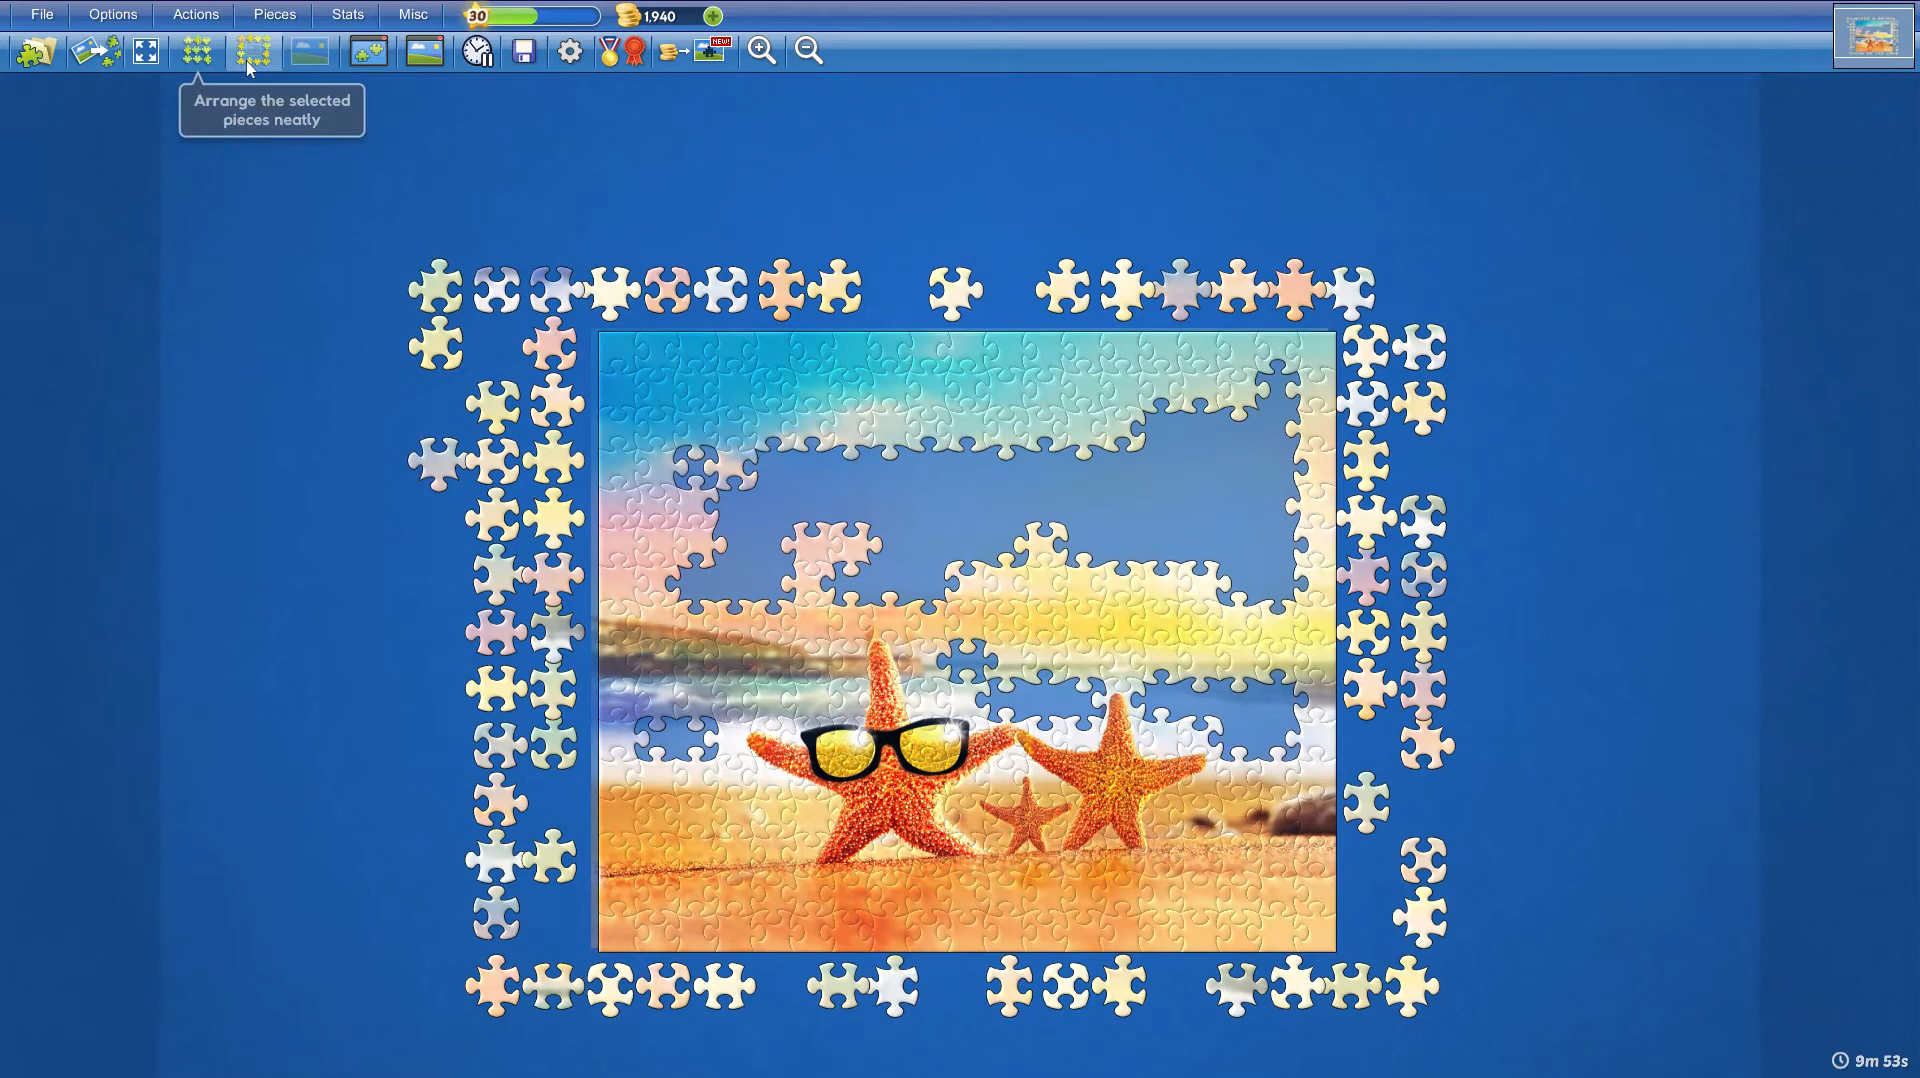 File Options Actions Pieces Stats Misc 30 1,940
NEW!
Arrange the selected
pieces neatly
9m 53s